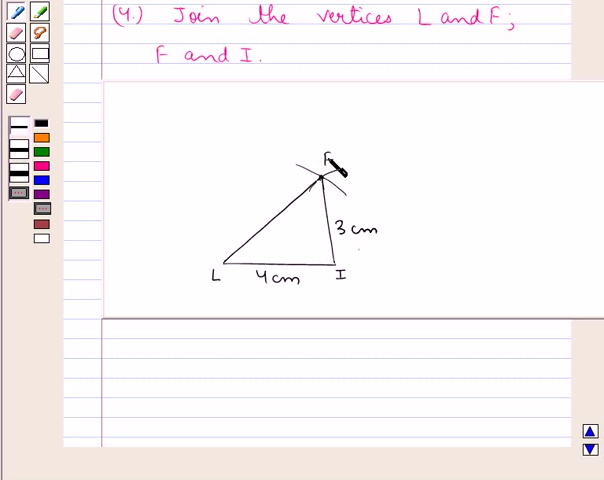 (4.) Join the vertices L and F;
F and I.
F
3 cm
L
4 cm
I